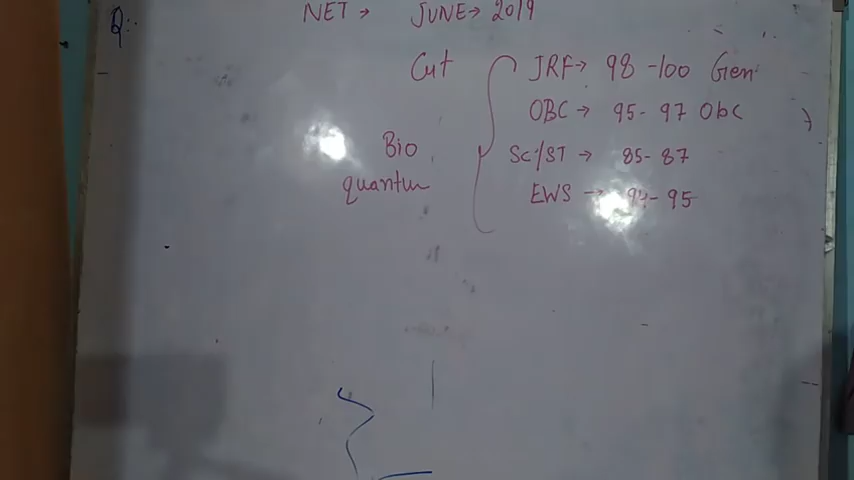 Q:-
NET → JUNE → 2019
Cut
JRF → 98 - 100 Gen
OBC → 95 - 97 Obc
Bio
quantum
SC/ST → 85 - 87
EWS → 94 - 95